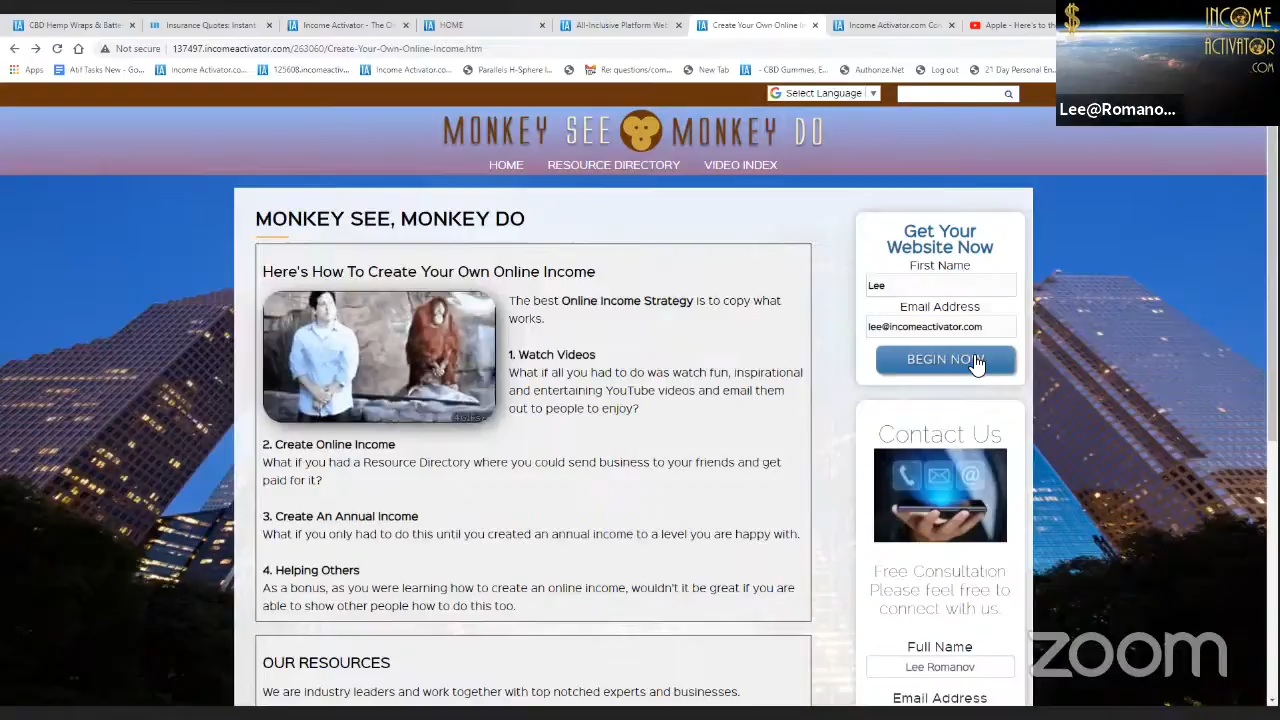 CBD Hemp Wraps & Batte
Insurance Quotes: Instant
Income Activator - The O
HOME
All-Inclusive Platform Web
Create Your Own Online In
Income Activator.com Con
Apple - Here's to th
INCOME
ACTIVATOR
.COM
Lee@Romano...
Not secure
137497.incomeactivator.com/263060/Create-Your-Own-Online-Income.htm
Apps
Atif Tasks New - Go...
income Activator.co...
125608.incomeactiv...
Income Activator.co...
Parallels H-Sphere I...
Re: questions/com...
New Tab
- CBD Gummies, E...
Authorize.Net
Log out
21 Day Personal En...
Select Language
MONKEY SEE MONKEY DO
HOME RESOURCE DIRECTORY VIDEO INDEX
MONKEY SEE, MONKEY DO
Here's How To Create Your Own Online Income
The best Online Income Strategy is to copy what
works.
1. Watch Videos
What if all you had to do was watch fun, inspirational
and entertaining YouTube videos and email them
out to people to enjoy?
4GIFs
2. Create Online Income
What if you had a Resource Directory where you could send business to your friends and get
paid for it?
3. Create An Annual Income
What if you only had to do this until you created an annual income to a level you are happy with.
4. Helping Others
As a bonus, as you were learning how to create an online income, wouldn't it be great if you are
able to show other people how to do this too.
OUR RESOURCES
We are industry leaders and work together with top notched experts and businesses.
Get Your
Website Now
First Name
Lee
Email Address
lee@incomeactivator.com
BEGIN NOW
Contact Us
Free Consultation
Please feel free to
connect with us.
Full Name
Lee Romanov
Email Address
zoom